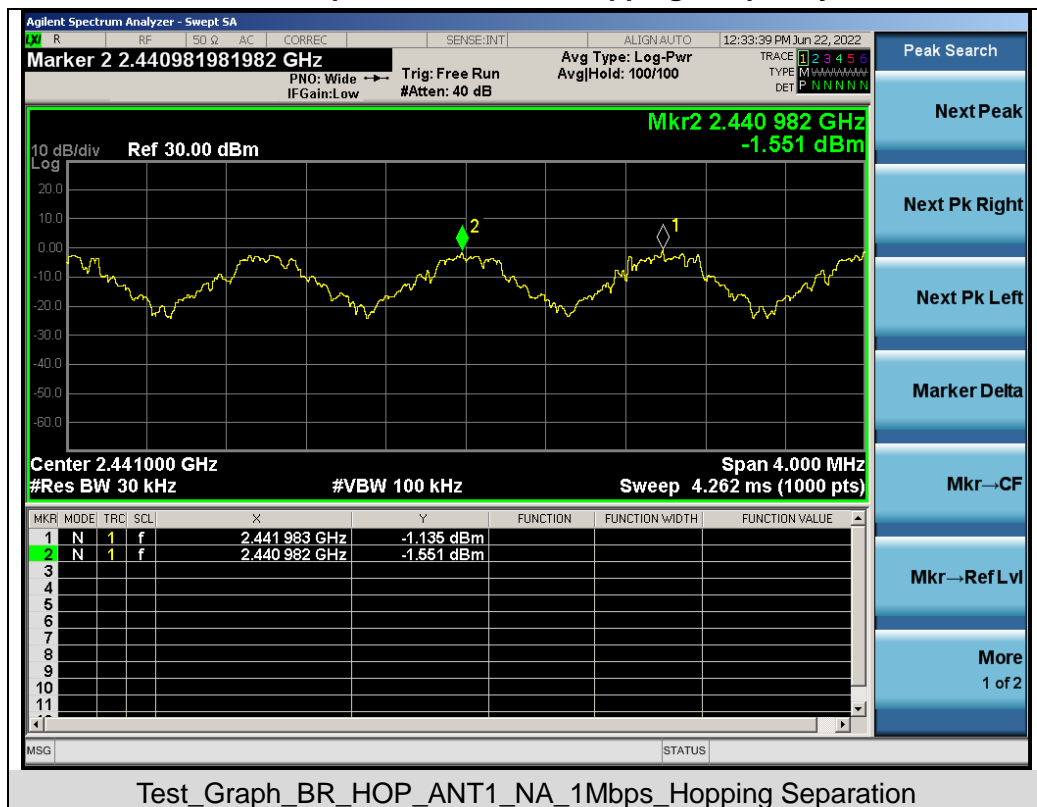 Agilent Spectrum Analyzer - Swept SA
LXI R RF 50 Ω AC CORREC SENSE:INT ALIGN AUTO 12:33:39 PM Jun 22, 2022
Marker 2 2.440981981982 GHz
PNO: Wide
IFGain:Low
Trig: Free Run
#Atten: 40 dB
Avg Type: Log-Pwr
Avg|Hold: 100/100
TRACE 1 2 3 4 5 6
TYPE M WWWWW
DET P N N N N N
Mkr2 2.440 982 GHz
-1.551 dBm
10 dB/div Ref 30.00 dBm
Log
20.0
10.0
0.00
-10.0
-20.0
-30.0
-40.0
-50.0
-60.0
2
1
Center 2.441000 GHz Span 4.000 MHz
#Res BW 30 kHz #VBW 100 kHz Sweep 4.262 ms (1000 pts)
MKR MODE TRC SCL X Y FUNCTION FUNCTION WIDTH FUNCTION VALUE
1 N 1 f 2.441 983 GHz -1.135 dBm
2 N 1 f 2.440 982 GHz -1.551 dBm
3
4
5
6
7
8
9
10
11
MSG STATUS
Peak Search
Next Peak
Next Pk Right
Next Pk Left
Marker Delta
Mkr→CF
Mkr→Ref Lvl
More
1 of 2
Test_Graph_BR_HOP_ANT1_NA_1Mbps_Hopping Separation